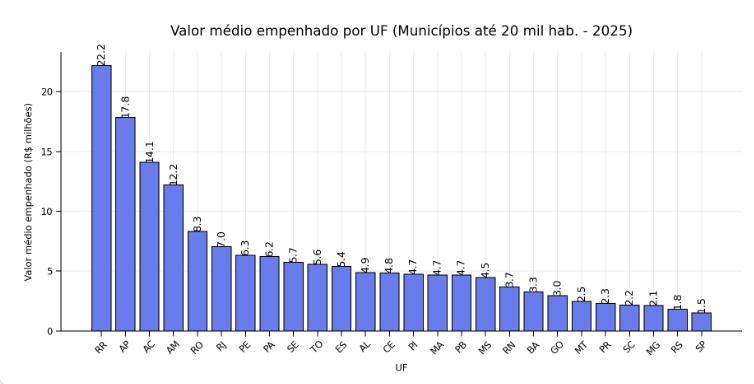 Valor médio empenhado por UF (Municípios até 20 mil hab. - 2025)
Valor médio empenhado (R$ milhões)
20
15
10
5
0
22.2
17.8
14.1
12.2
8.3
7.0
6.3
6.2
5.7
5.6
5.4
4.9
4.8
4.7
4.7
4.7
4.5
3.7
3.3
3.0
2.5
2.3
2.2
2.1
1.8
1.5
RR
AP
AC
AM
RO
RJ
PE
PA
SE
TO
ES
AL
CE
PI
MA
PB
MS
RN
BA
GO
MT
PR
SC
MG
RS
SP
UF